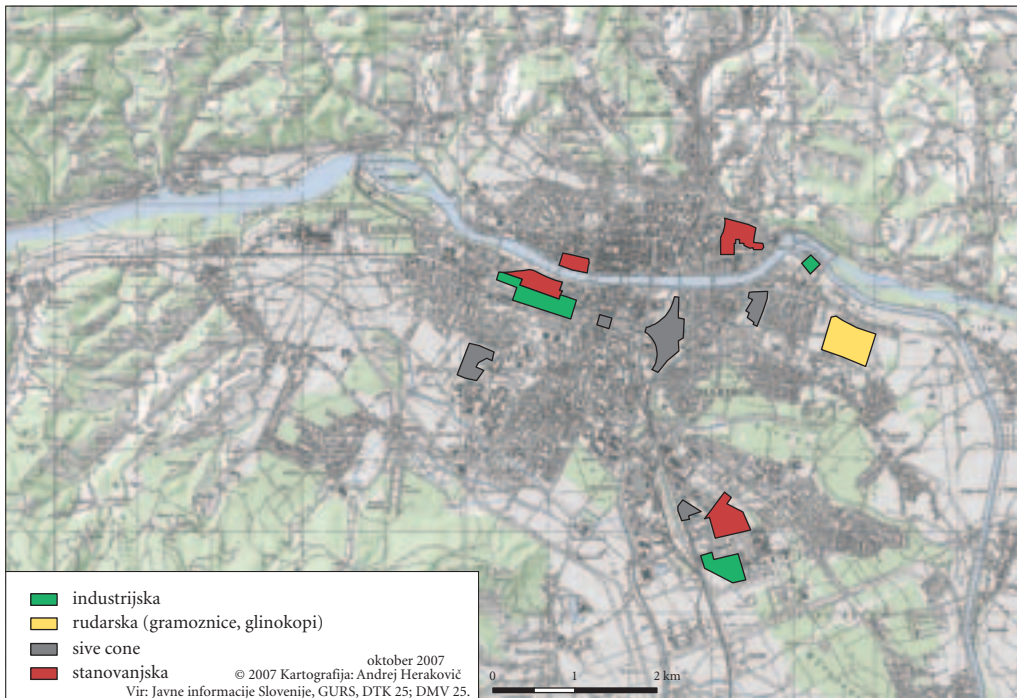 industrijska
rudarska (gramoznice, glinokopi)
sive cone
stanovanjska
oktober 2007
© 2007 Kartografija: Andrej Herakovič
Vir: Javne informacije Slovenije, GURS, DTK 25; DMV 25.
0 1 2 km